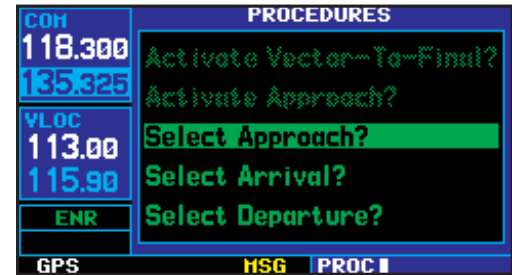 COM
118.300
135.325
VLOC
113.00
115.90
ENR
PROCEDURES
Activate Vector-To-Final?
Activate Approach?
Select Approach?
Select Arrival?
Select Departure?
GPS MSG PROC